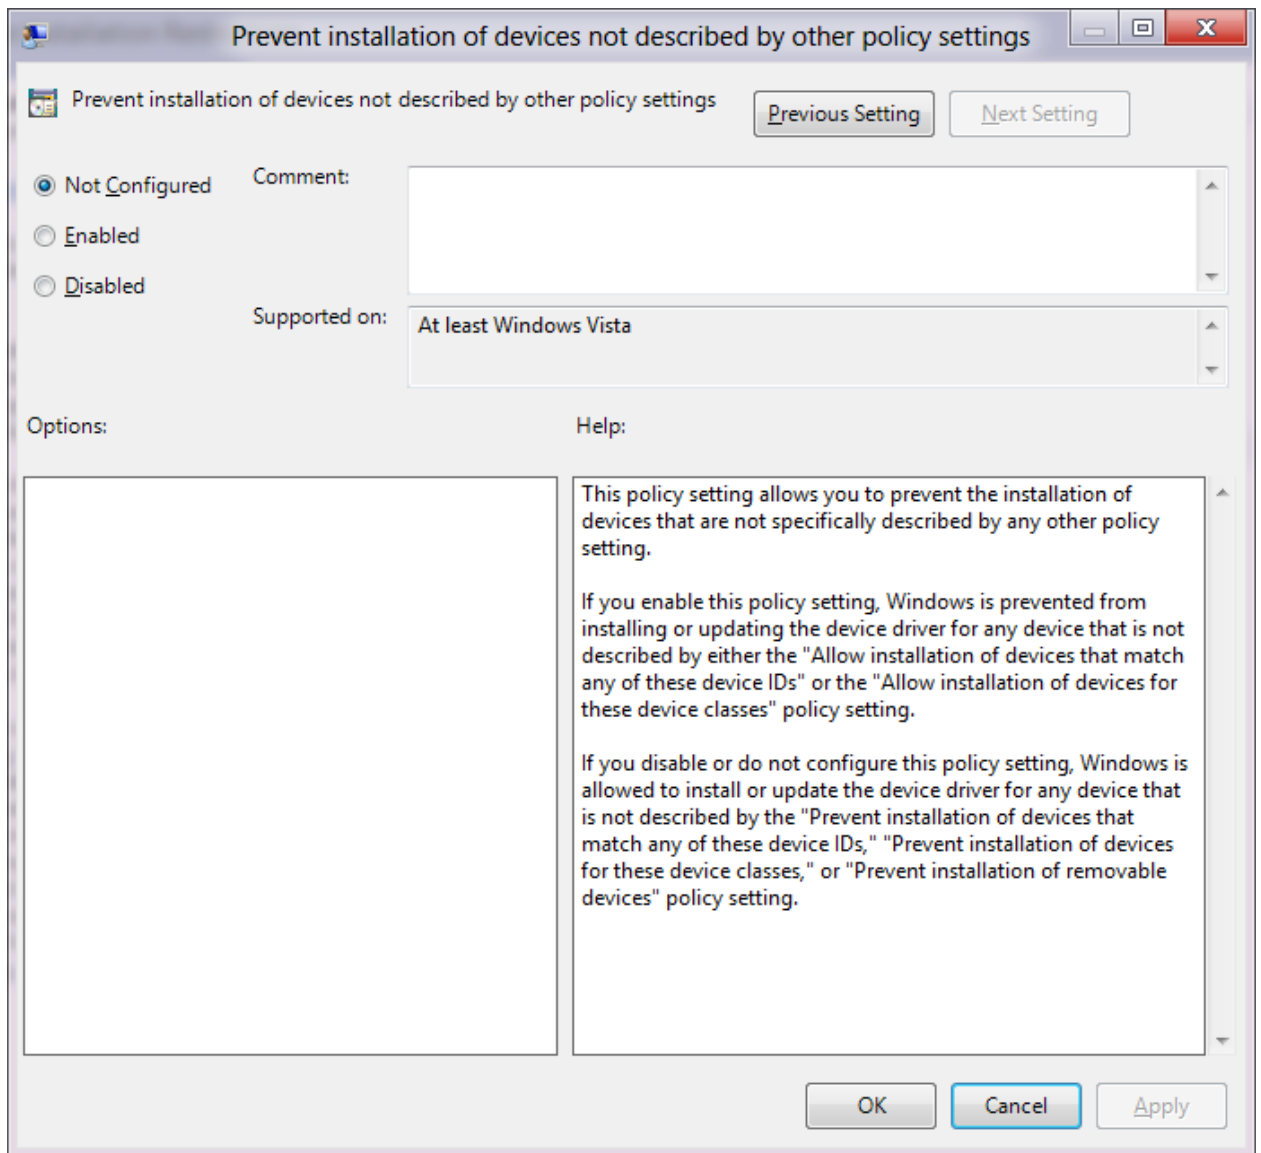 Prevent installation of devices not described by other policy settings
Prevent installation of devices not described by other policy settings
Previous Setting
Next Setting
Not Configured
Comment:
Enabled
Disabled
Supported on:
At least Windows Vista
Options:
Help:
This policy setting allows you to prevent the installation of
devices that are not specifically described by any other policy
setting.
If you enable this policy setting, Windows is prevented from
installing or updating the device driver for any device that is not
described by either the "Allow installation of devices that match
any of these device IDs" or the "Allow installation of devices for
these device classes" policy setting.
If you disable or do not configure this policy setting, Windows is
allowed to install or update the device driver for any device that
is not described by the "Prevent installation of devices that
match any of these device IDs," "Prevent installation of devices
for these device classes," or "Prevent installation of removable
devices" policy setting.
OK
Cancel
Apply